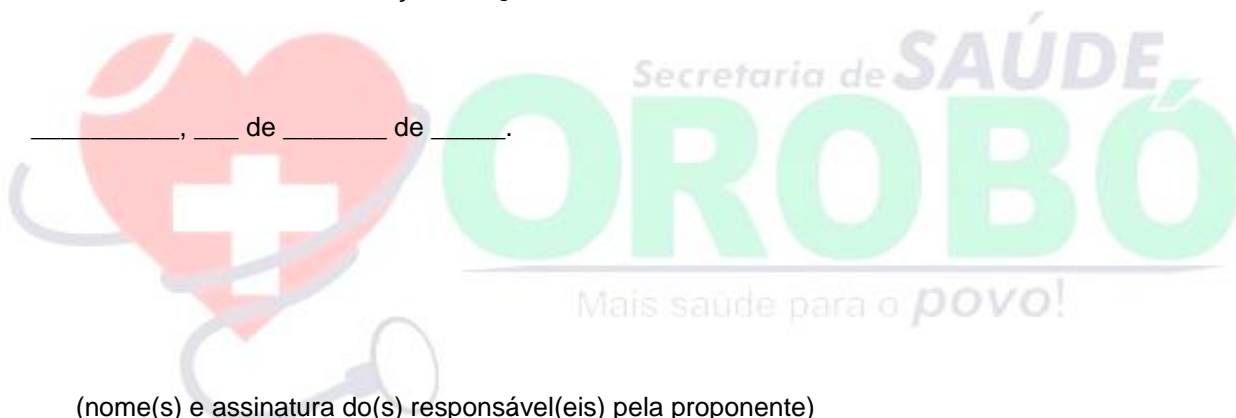 Secretaria de SAÚDE
__________, ___ de _______ de _____.
OROBÓ
Mais saúde para o povo!
(nome(s) e assinatura do(s) responsável(eis) pela proponente)